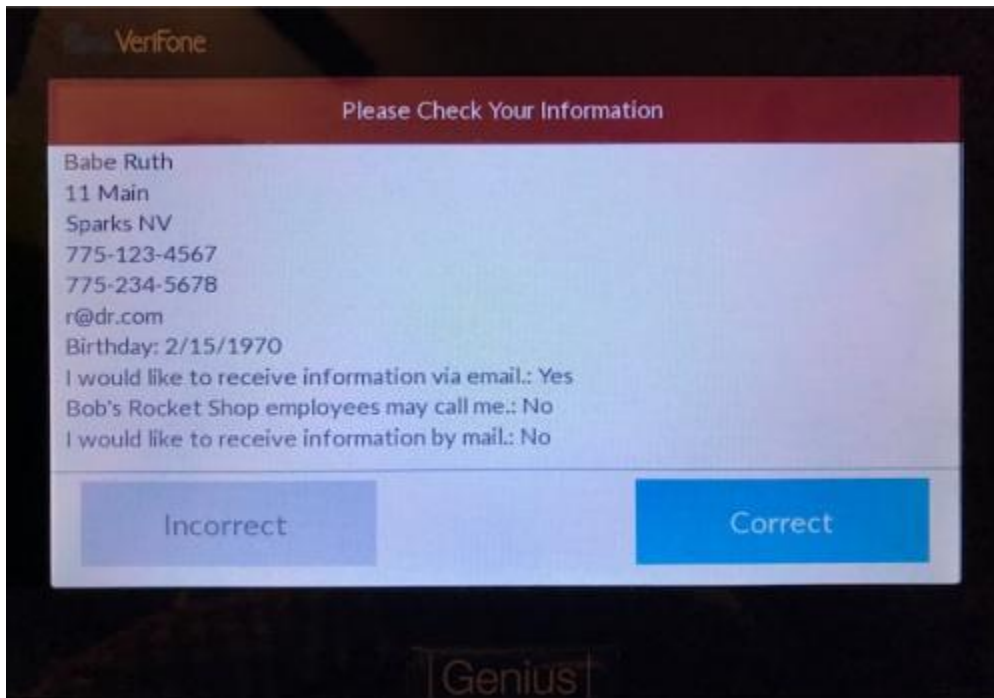 VeriFone
Please Check Your Information
Babe Ruth
11 Main
Sparks NV
775-123-4567
775-234-5678
r@dr.com
Birthday: 2/15/1970
I would like to receive information via email.: Yes
Bob's Rocket Shop employees may call me.: No
I would like to receive information by mail.: No
Incorrect
Correct
Genius